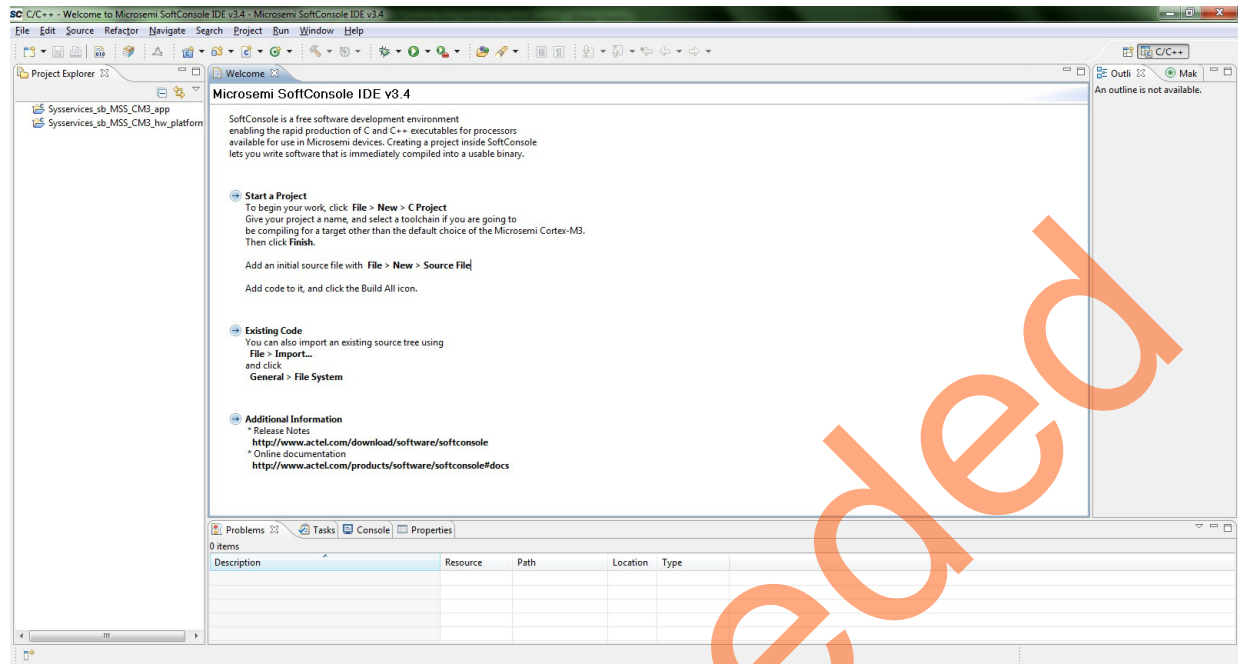 C/C++ - Welcome to Microsemi SoftConsole IDE v3.4 - Microsemi SoftConsole IDE v3.4
File Edit Source Refactor Navigate Search Project Run Window Help
C/C++
Project Explorer
Welcome
Outli Mak
Microsemi SoftConsole IDE v3.4
An outline is not available.
Sysservices_sb_MSS_CM3_app
Sysservices_sb_MSS_CM3_hw_platform
SoftConsole is a free software development environment
enabling the rapid production of C and C++ executables for processors
available for use in Microsemi devices. Creating a project inside SoftConsole
lets you write software that is immediately compiled into a usable binary.
Start a Project
To begin your work, click File > New > C Project
Give your project a name, and select a toolchain if you are going to
be compiling for a target other than the default choice of the Microsemi Cortex-M3.
Then click Finish.
Add an initial source file with File > New > Source File
Add code to it, and click the Build All icon.
Existing Code
You can also import an existing source tree using
File > Import...
and click
General > File System
Additional Information
* Release Notes
http://www.actel.com/download/software/softconsole
* Online documentation
http://www.actel.com/products/software/softconsole#docs
Problems Tasks Console Properties
0 items
Description Resource Path Location Type
eded